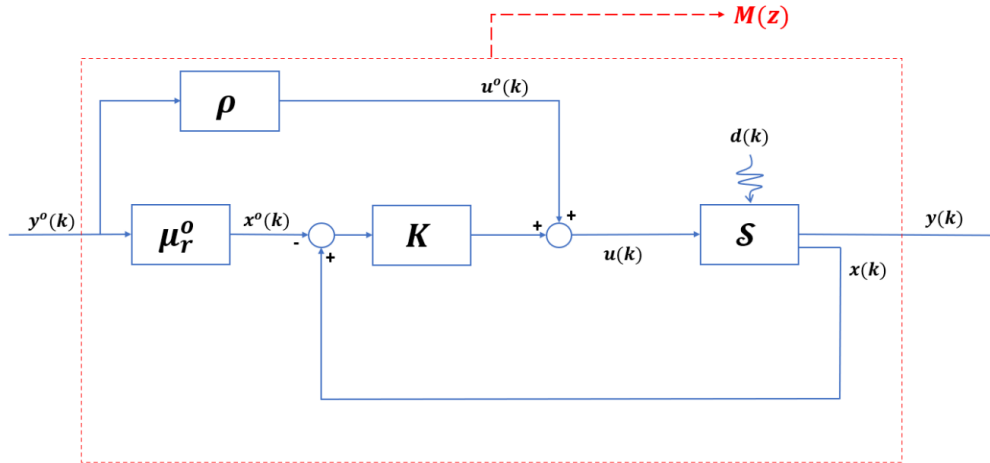 M(z)
ρ
u°(k)
d(k)
y°(k)
μ_r^o
x°(k)
-
+
K
+
+
u(k)
𝒮
y(k)
x(k)